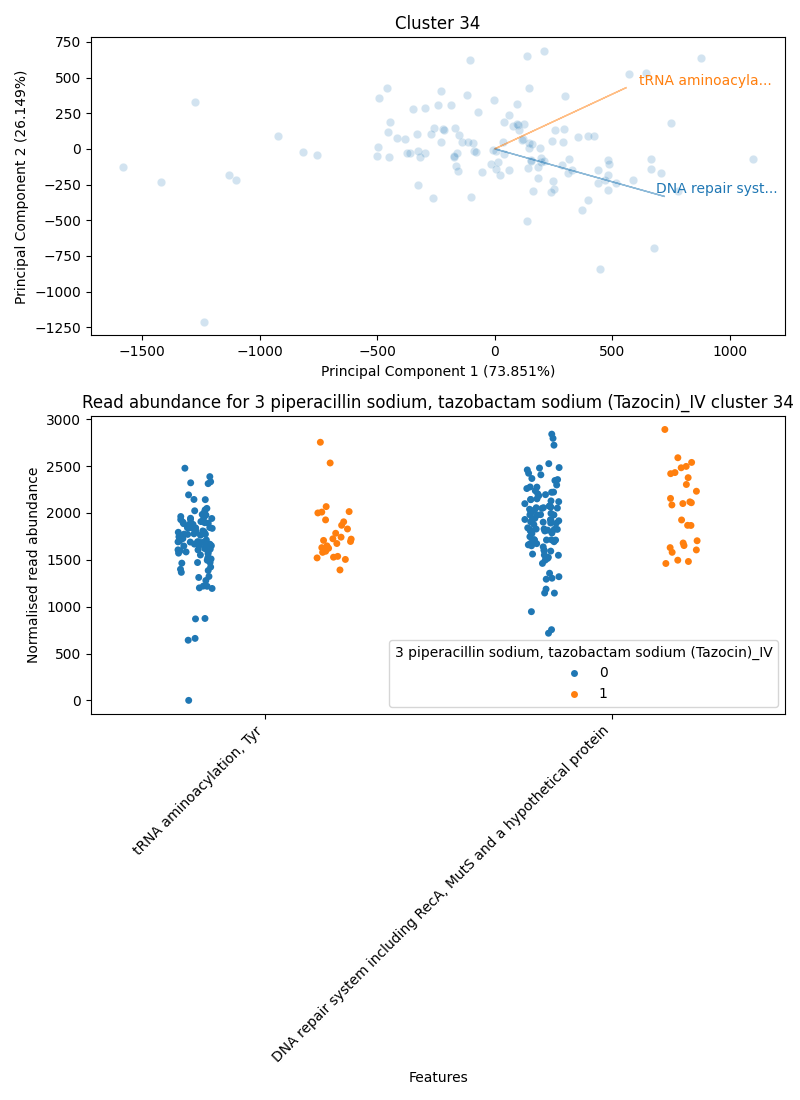 Cluster 34
750
500
250
0
−250
−500
−750
−1000
−1250
Principal Component 2 (26.149%)
tRNA aminoacyla...
DNA repair syst...
−1500
−1000
−500
0
500
1000
Principal Component 1 (73.851%)
Read abundance for 3 piperacillin sodium, tazobactam sodium (Tazocin)_IV cluster 34
3000
2500
2000
1500
1000
500
0
Normalised read abundance
3 piperacillin sodium, tazobactam sodium (Tazocin)_IV
0
1
tRNA aminoacylation, Tyr
DNA repair system including RecA, MutS and a hypothetical protein
Features